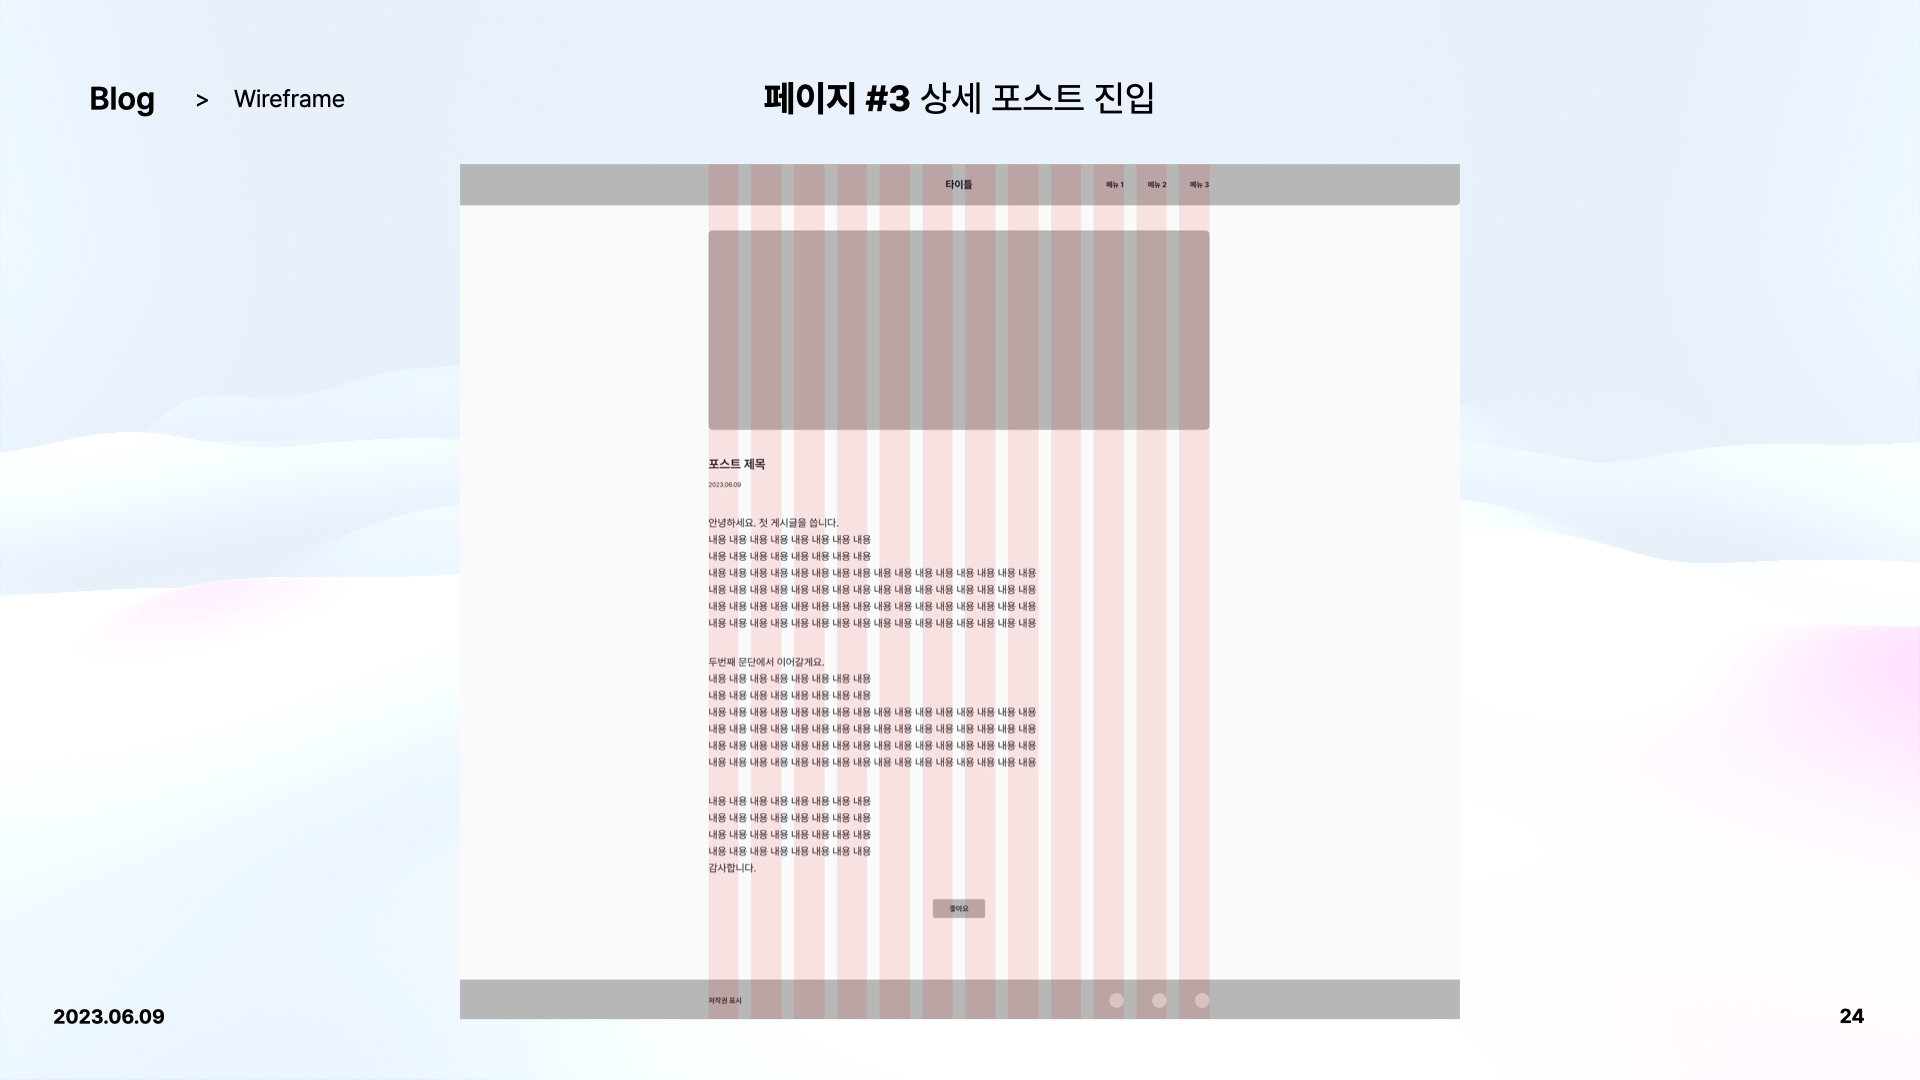 Blog > Wireframe
페이지 #3 상세 포스트 진입
타이틀
메뉴 1 메뉴 2 메뉴 3
포스트 제목
2023.06.09
안녕하세요. 첫 게시글을 씁니다.
내용 내용 내용 내용 내용 내용 내용 내용
내용 내용 내용 내용 내용 내용 내용 내용
내용 내용 내용 내용 내용 내용 내용 내용 내용 내용 내용 내용 내용 내용 내용 내용
내용 내용 내용 내용 내용 내용 내용 내용 내용 내용 내용 내용 내용 내용 내용 내용
내용 내용 내용 내용 내용 내용 내용 내용 내용 내용 내용 내용 내용 내용 내용 내용
내용 내용 내용 내용 내용 내용 내용 내용 내용 내용 내용 내용 내용 내용 내용 내용
두번째 문단에서 이어갈게요.
내용 내용 내용 내용 내용 내용 내용 내용
내용 내용 내용 내용 내용 내용 내용 내용
내용 내용 내용 내용 내용 내용 내용 내용 내용 내용 내용 내용 내용 내용 내용 내용
내용 내용 내용 내용 내용 내용 내용 내용 내용 내용 내용 내용 내용 내용 내용 내용
내용 내용 내용 내용 내용 내용 내용 내용 내용 내용 내용 내용 내용 내용 내용 내용
내용 내용 내용 내용 내용 내용 내용 내용 내용 내용 내용 내용 내용 내용 내용 내용
내용 내용 내용 내용 내용 내용 내용 내용
내용 내용 내용 내용 내용 내용 내용 내용
내용 내용 내용 내용 내용 내용 내용 내용
내용 내용 내용 내용 내용 내용 내용 내용
감사합니다.
좋아요
저작권 표시
2023.06.09
24